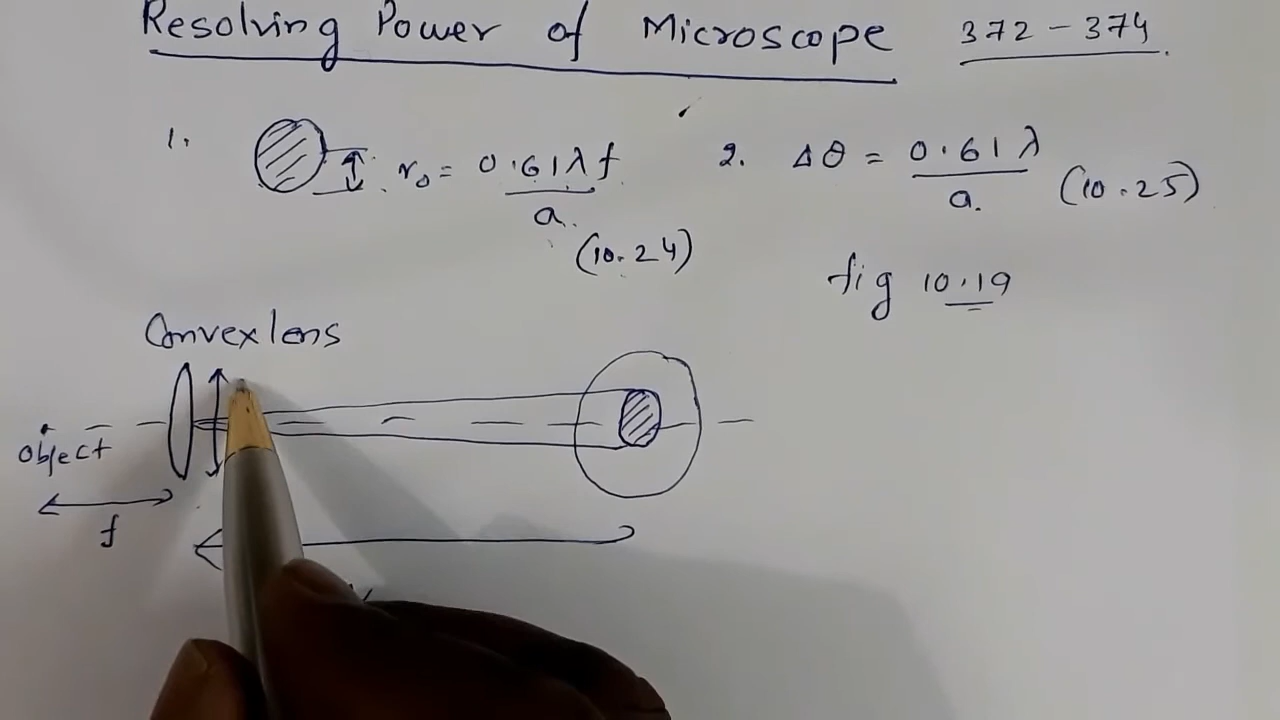 Resolving Power of Microscope 372 - 374
1. r₀ = 0.61λf / a. (10.24)
2. Δθ = 0.61λ / a. (10.25)
fig 10.19
Convex lens
object
f